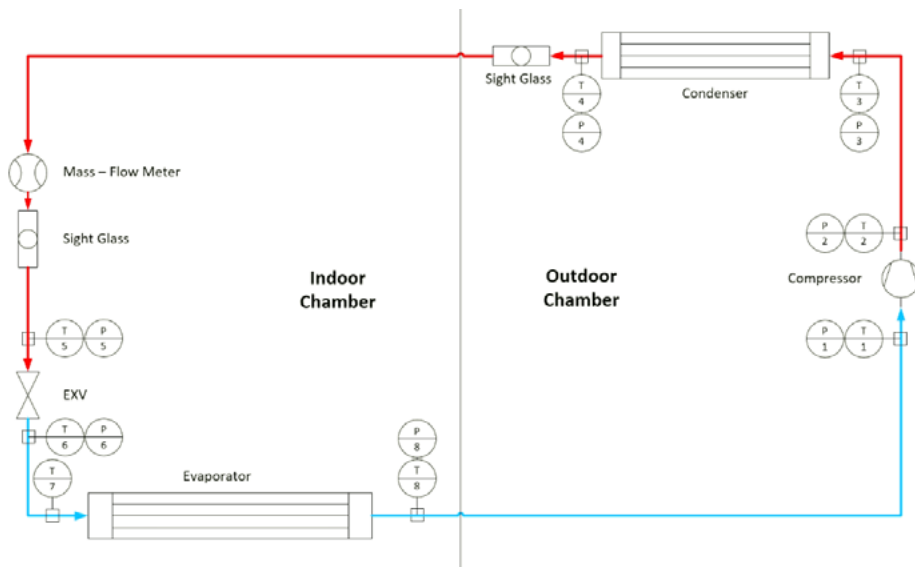 Sight Glass
Condenser
T
4
P
4
T
3
P
3
Mass – Flow Meter
Sight Glass
Indoor
Chamber
Outdoor
Chamber
P
2
T
2
Compressor
T
5
P
5
P
1
T
1
EXV
T
6
P
6
P
8
T
8
T
7
Evaporator